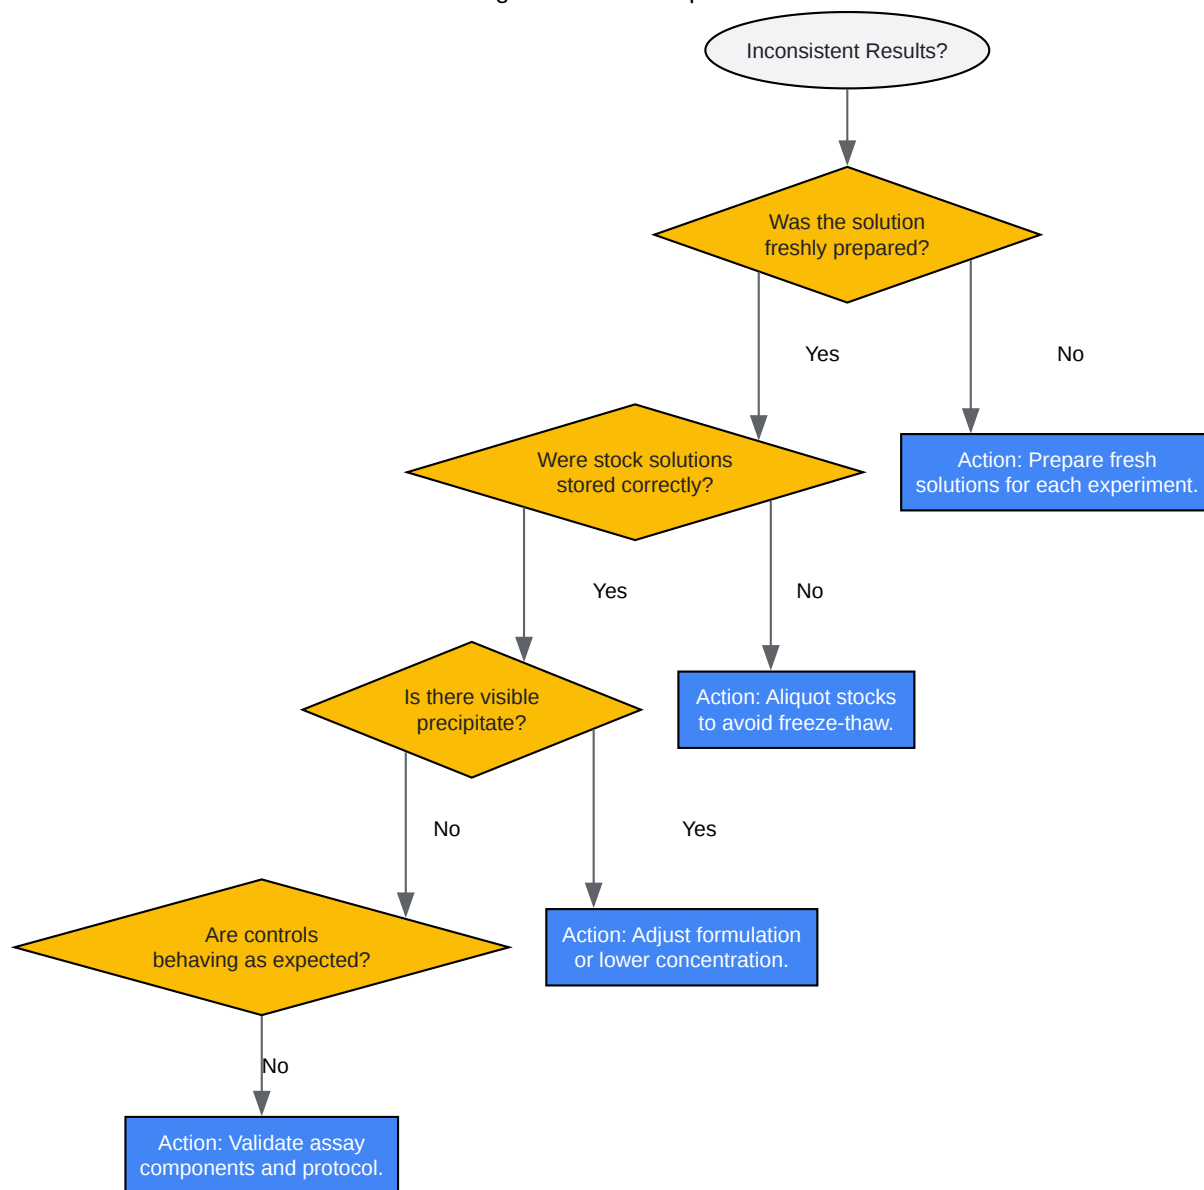 Inconsistent Results?
Was the solution
freshly prepared?
Yes
No
Were stock solutions
stored correctly?
Action: Prepare fresh
solutions for each experiment.
Yes
No
Is there visible
precipitate?
Action: Aliquot stocks
to avoid freeze-thaw.
No
Yes
Are controls
behaving as expected?
Action: Adjust formulation
or lower concentration.
No
Action: Validate assay
components and protocol.